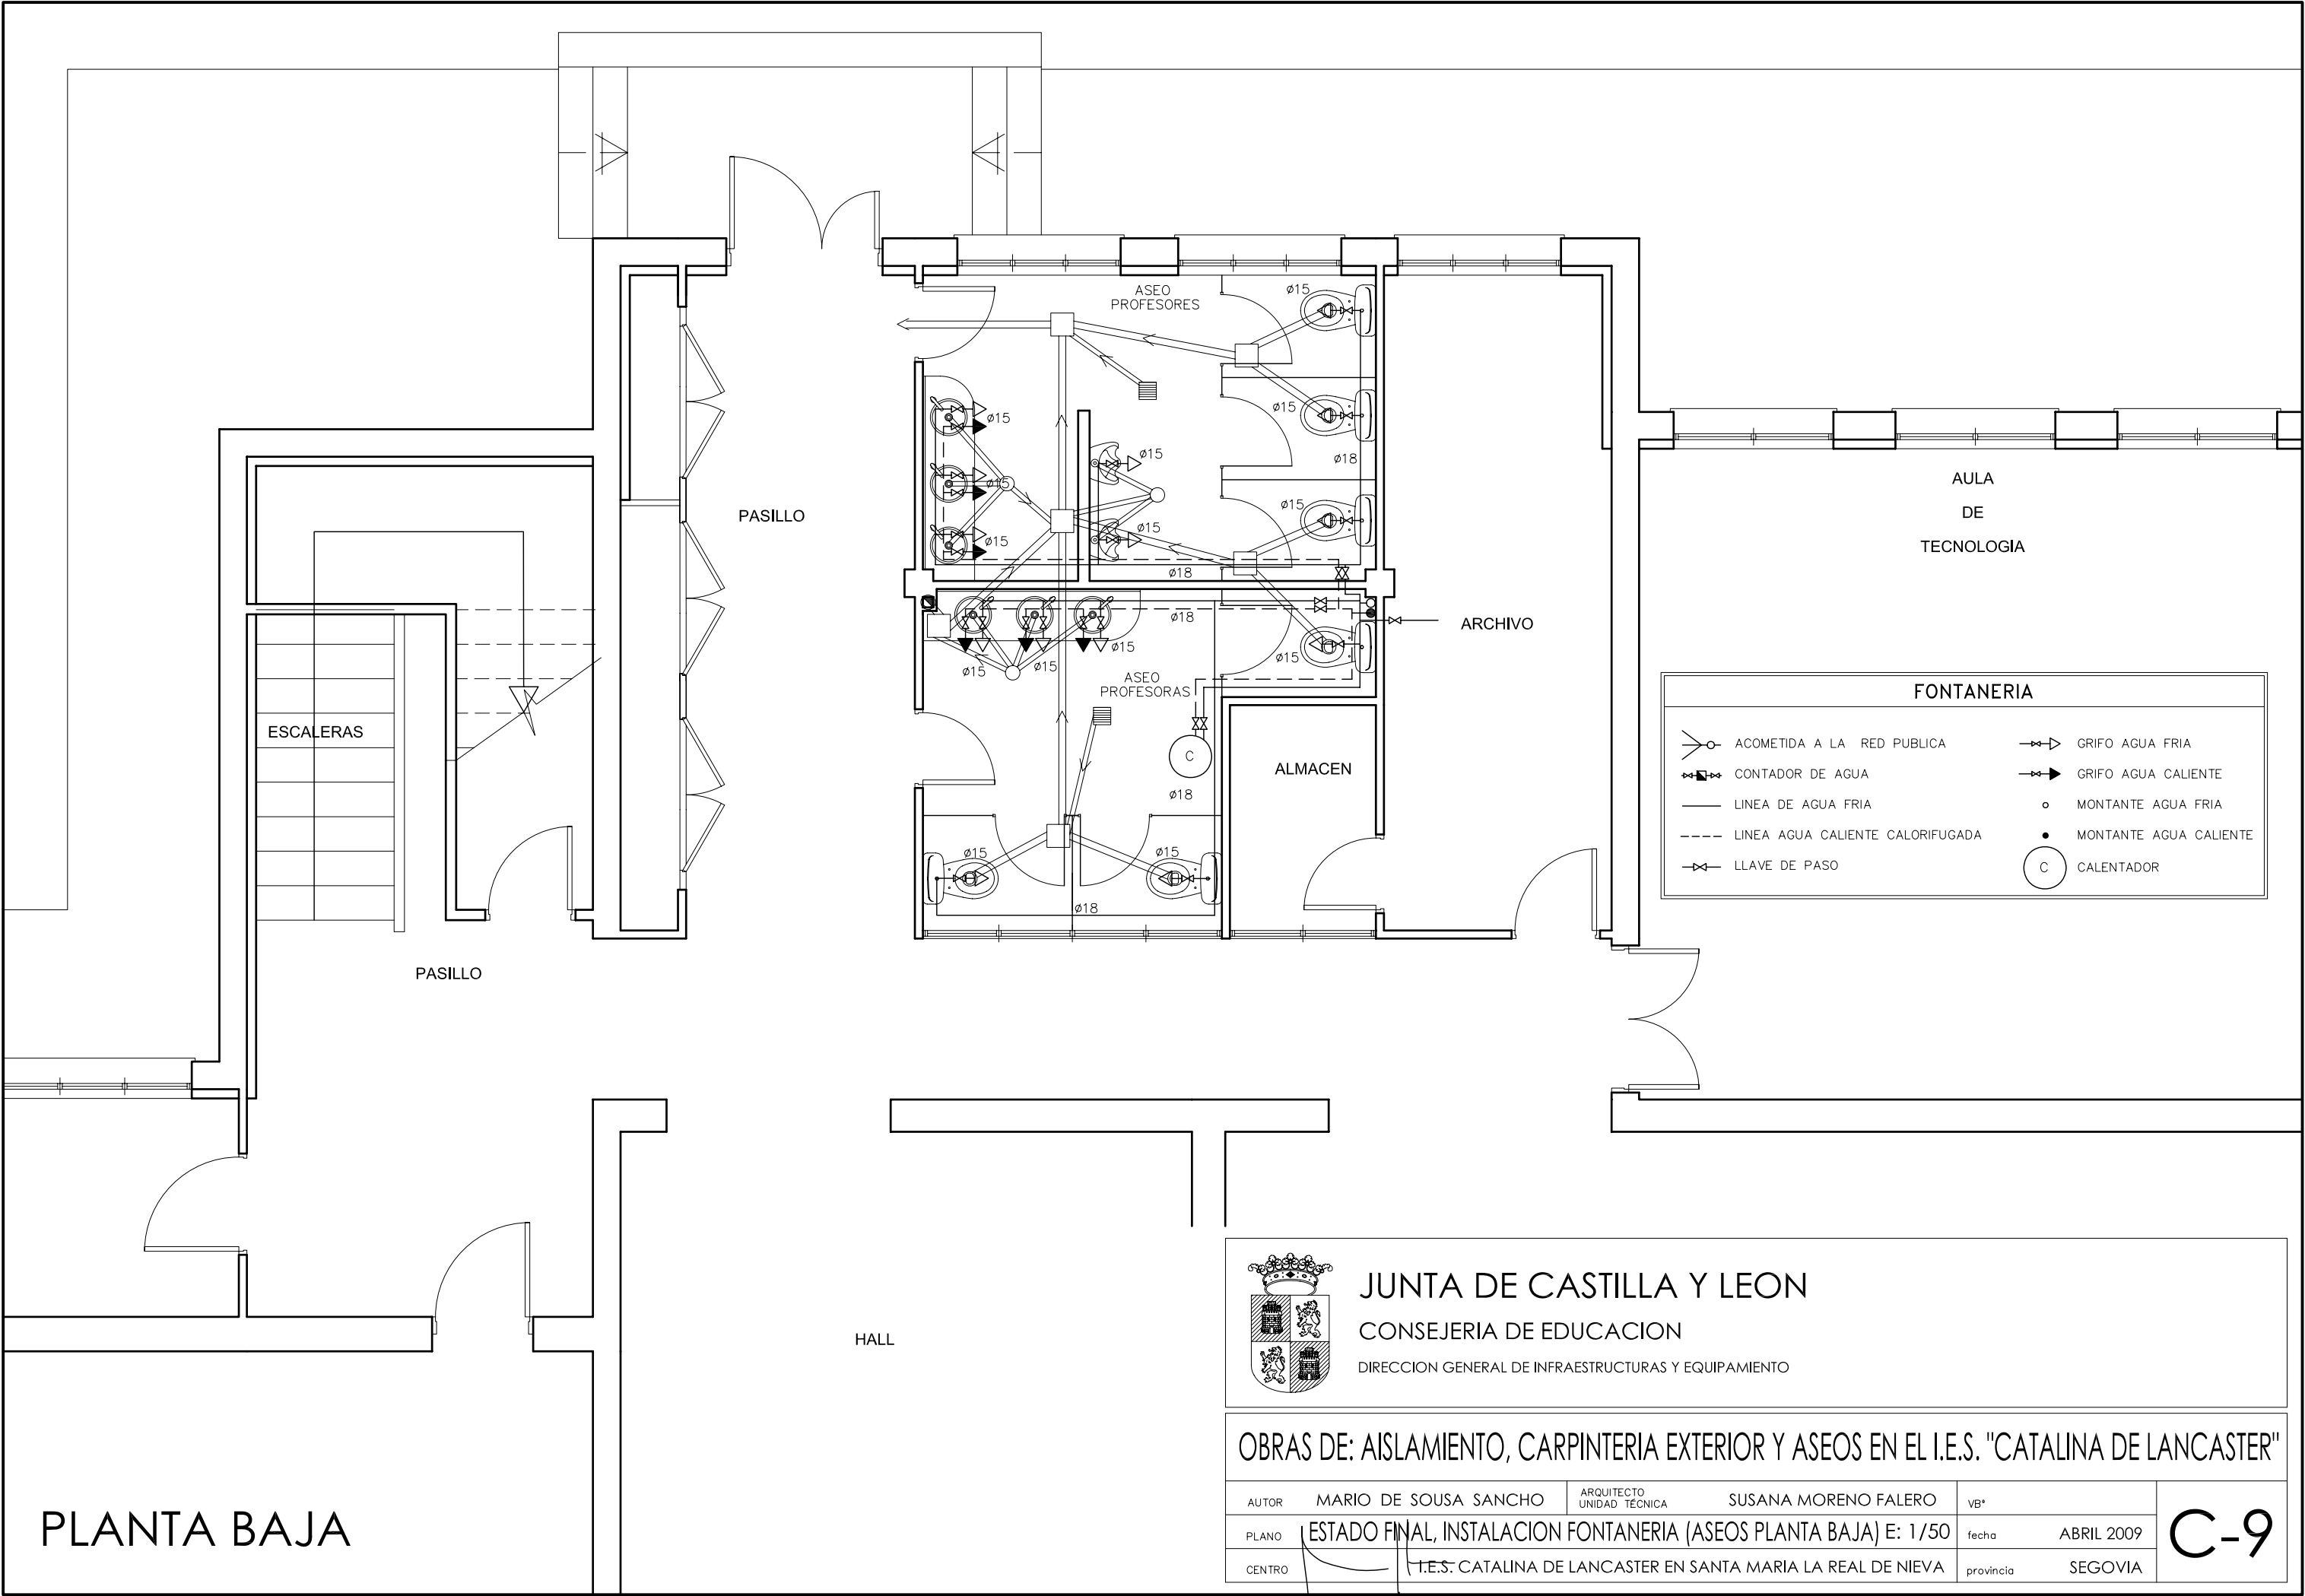 ASEO
PROFESORES
ø15
ø15
ø15
ø15
ø15
ø18
ø15
ø15
ø15
ø18
PASILLO
AULA
DE
TECNOLOGIA
ø18
ø15
ø15
ø15
ø15
ARCHIVO
ASEO
PROFESORAS
C
ø18
ALMACEN
ø15
ø15
ø18
ESCALERAS
PASILLO
FONTANERIA
ACOMETIDA A LA RED PUBLICA
CONTADOR DE AGUA
LINEA DE AGUA FRIA
LINEA AGUA CALIENTE CALORIFUGADA
LLAVE DE PASO
GRIFO AGUA FRIA
GRIFO AGUA CALIENTE
MONTANTE AGUA FRIA
MONTANTE AGUA CALIENTE
C CALENTADOR
HALL
PLANTA BAJA
JUNTA DE CASTILLA Y LEON
CONSEJERIA DE EDUCACION
DIRECCION GENERAL DE INFRAESTRUCTURAS Y EQUIPAMIENTO
OBRAS DE: AISLAMIENTO, CARPINTERIA EXTERIOR Y ASEOS EN EL I.E.S. "CATALINA DE LANCASTER"
AUTOR MARIO DE SOUSA SANCHO
ARQUITECTO
UNIDAD TÉCNICA SUSANA MORENO FALERO
VBº
PLANO ESTADO FINAL, INSTALACION FONTANERIA (ASEOS PLANTA BAJA) E: 1/50
fecha ABRIL 2009
CENTRO I.E.S. CATALINA DE LANCASTER EN SANTA MARIA LA REAL DE NIEVA
provincia SEGOVIA
C-9